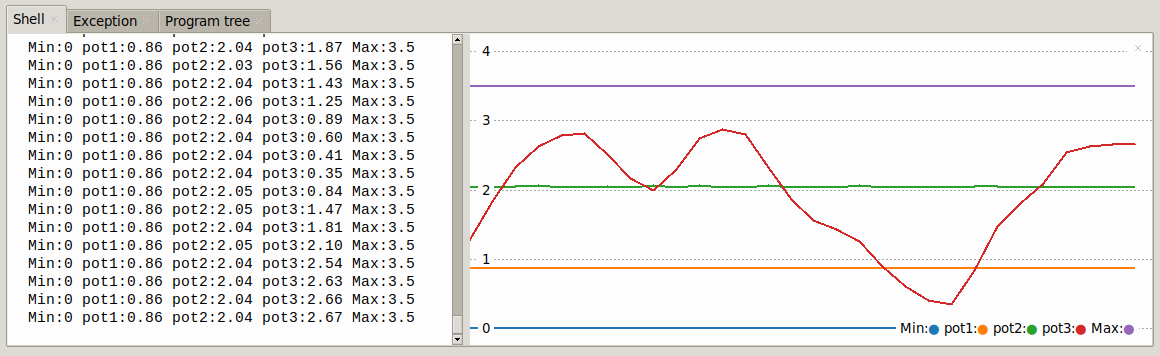 Shell × Exception × Program tree ×
Min:0 pot1:0.86 pot2:2.04 pot3:1.87 Max:3.5
Min:0 pot1:0.86 pot2:2.03 pot3:1.56 Max:3.5
Min:0 pot1:0.86 pot2:2.04 pot3:1.43 Max:3.5
Min:0 pot1:0.86 pot2:2.06 pot3:1.25 Max:3.5
Min:0 pot1:0.86 pot2:2.04 pot3:0.89 Max:3.5
Min:0 pot1:0.86 pot2:2.04 pot3:0.60 Max:3.5
Min:0 pot1:0.86 pot2:2.04 pot3:0.41 Max:3.5
Min:0 pot1:0.86 pot2:2.04 pot3:0.35 Max:3.5
Min:0 pot1:0.86 pot2:2.05 pot3:0.84 Max:3.5
Min:0 pot1:0.86 pot2:2.05 pot3:1.47 Max:3.5
Min:0 pot1:0.86 pot2:2.04 pot3:1.81 Max:3.5
Min:0 pot1:0.86 pot2:2.05 pot3:2.10 Max:3.5
Min:0 pot1:0.86 pot2:2.04 pot3:2.54 Max:3.5
Min:0 pot1:0.86 pot2:2.04 pot3:2.63 Max:3.5
Min:0 pot1:0.86 pot2:2.04 pot3:2.66 Max:3.5
Min:0 pot1:0.86 pot2:2.04 pot3:2.67 Max:3.5
×
4
3
2
1
0
Min: pot1: pot2: pot3: Max: